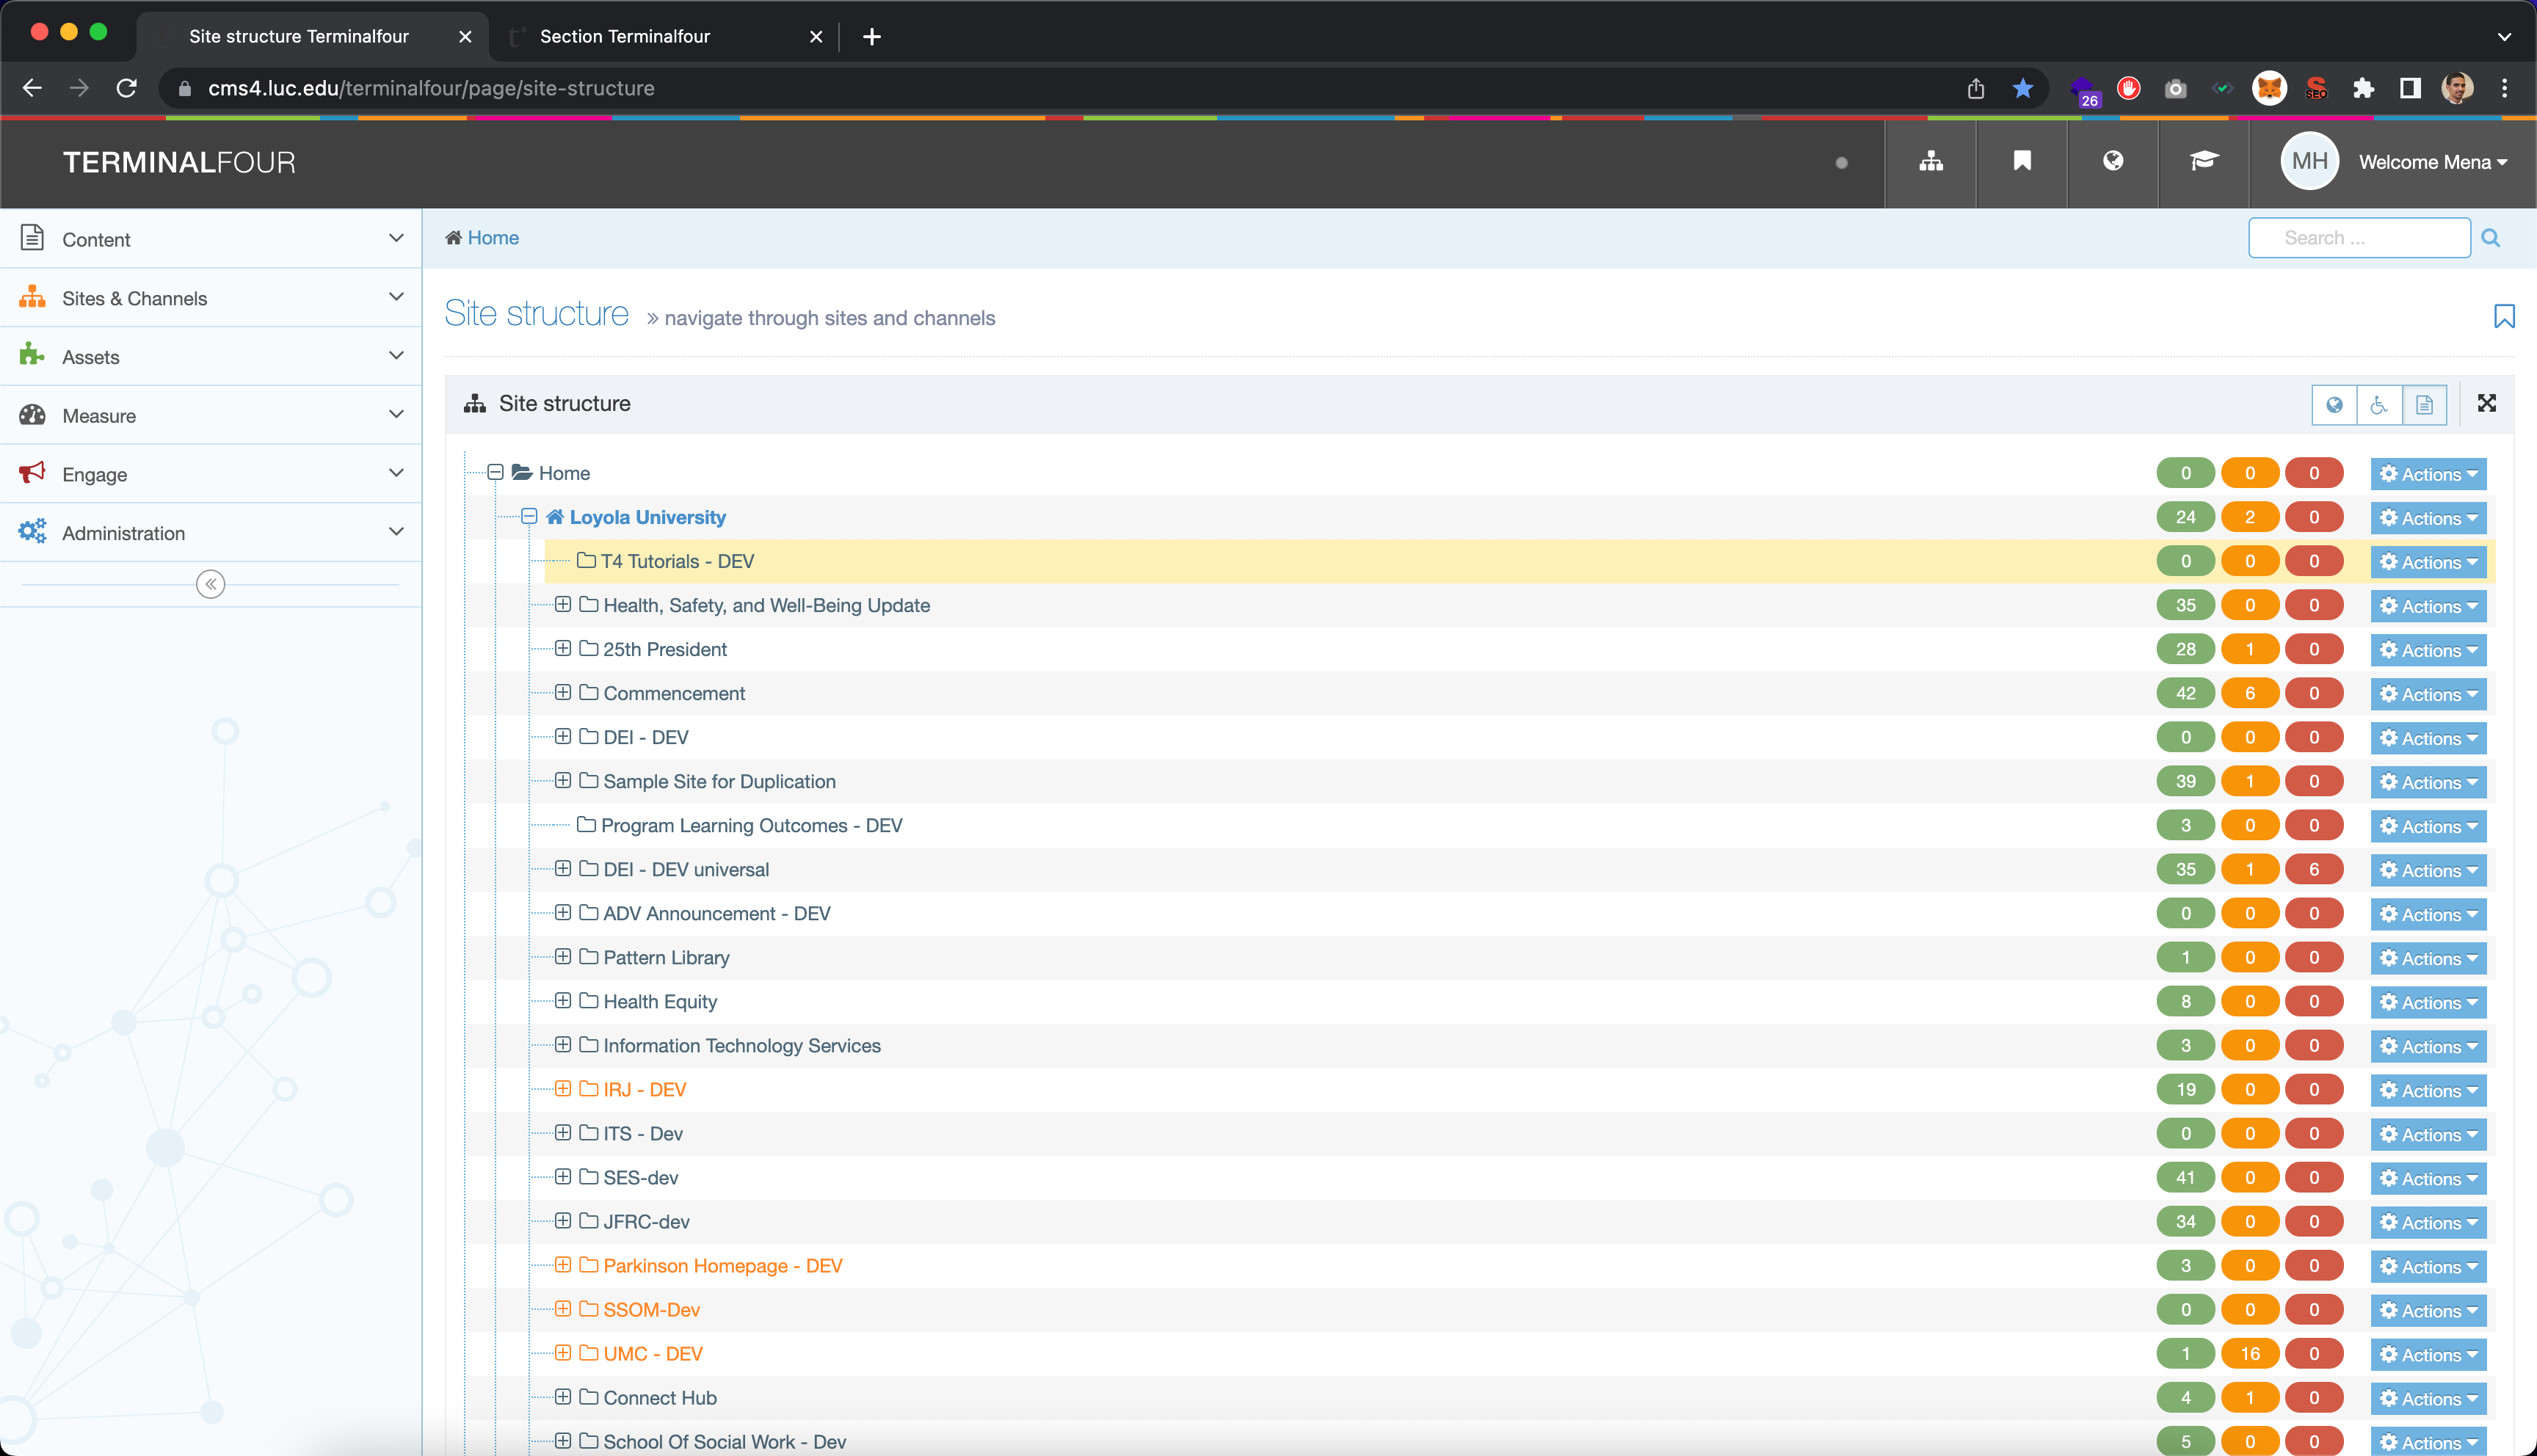 Site structure Terminalfour
Section Terminalfour
cms4.luc.edu/terminalfour/page/site-structure
26
SEO
TERMINALFOUR
MH
Welcome Mena
Content
Sites & Channels
Assets
Measure
Engage
Administration
Home
Search ...
Site structure » navigate through sites and channels
Site structure
Home 0 0 0 Actions
Loyola University 24 2 0 Actions
T4 Tutorials - DEV 0 0 0 Actions
Health, Safety, and Well-Being Update 35 0 0 Actions
25th President 28 1 0 Actions
Commencement 42 6 0 Actions
DEI - DEV 0 0 0 Actions
Sample Site for Duplication 39 1 0 Actions
Program Learning Outcomes - DEV 3 0 0 Actions
DEI - DEV universal 35 1 6 Actions
ADV Announcement - DEV 0 0 0 Actions
Pattern Library 1 0 0 Actions
Health Equity 8 0 0 Actions
Information Technology Services 3 0 0 Actions
IRJ - DEV 19 0 0 Actions
ITS - Dev 0 0 0 Actions
SES-dev 41 0 0 Actions
JFRC-dev 34 0 0 Actions
Parkinson Homepage - DEV 3 0 0 Actions
SSOM-Dev 0 0 0 Actions
UMC - DEV 1 16 0 Actions
Connect Hub 4 1 0 Actions
School Of Social Work - Dev 5 0 0 Actions